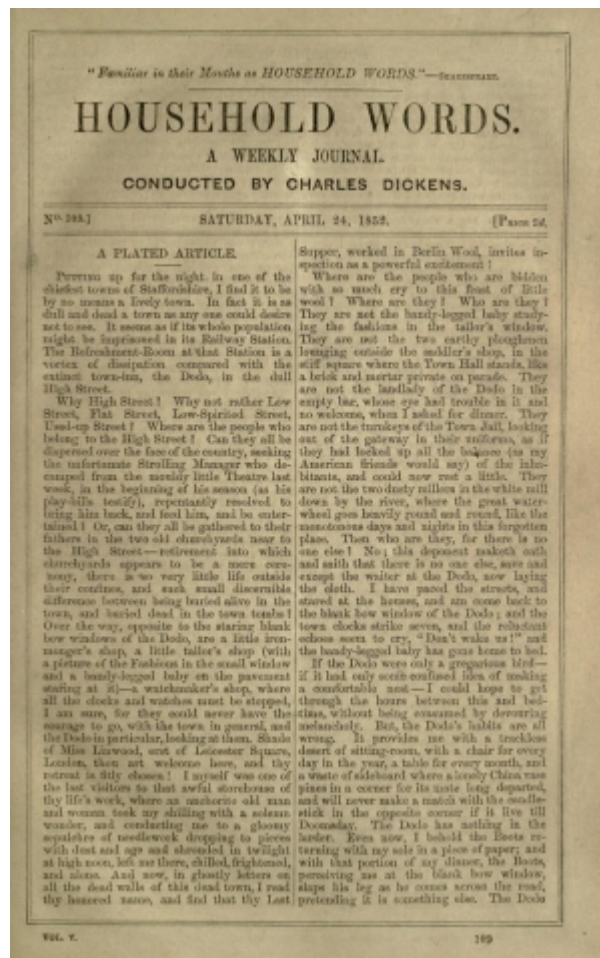 "Familiar in their Mouths as HOUSEHOLD WORDS."—SHAKESPEARE.
HOUSEHOLD WORDS.
A WEEKLY JOURNAL.
CONDUCTED BY CHARLES DICKENS.
No.
SATURDAY, APRIL 24, 1852.
[PRICE 2d.
A PLATED ARTICLE.
PUTTING up for the night in one of the
chiefest towns of Staffordshire, I find it to be
by no means a lively town. In fact it is as
dull and dead a town as any one could desire
not to see. It seems as if its whole population
might be imprisoned in its Railway Station.
The Refreshment-Room at that Station is a
vortex of dissipation compared with the
extinct town-inn, the Dodo, in the dull
High Street.
Why High Street? Why not rather Low
Street, Flat Street, Low-Spirited Street,
Used-up Street? Where are the people who
belong to the High Street? Can they all be
dispersed over the face of the country, seeking
the unfortunate Strolling Manager who de-
camped from the mouldy little Theatre last
week, in the beginning of his season (as his
play-bills testify), repentantly resolved to
bring him back, and feed him, and be enter-
tained? Or, can they all be gathered to their
fathers in the two old churchyards near to
the High Street—retirement into which
churchyards appears to be a mere cere-
mony, there is so very little life outside
their confines, and such small discernible
difference between being buried alive in the
town, and buried dead in the town tombs?
Over the way, opposite to the staring blank
bow windows of the Dodo, are a little iron-
monger's shop, a little tailor's shop (with
a picture of the Fashions in the small window
and a bandy-legged baby on the pavement
staring at it)—a watchmaker's shop, where
all the clocks and watches must be stopped,
I am sure, for they could never have the
courage to go, with the town in general, and
the Dodo in particular, looking at them. Shade
of Miss Linwood, erst of Leicester Square,
London, thou art welcome here, and thy
retreat is fitly chosen! I myself was one of
the last visitors to that awful storehouse of
thy life's work, where an anchorite old man
and woman took my shilling with a solemn
wonder, and conducting me to a gloomy
sepulchre of needlework dropping to pieces
with dust and age and shrouded in twilight
at high noon, left me there, chilled, frightened,
and alone. And now, in ghostly letters on
all the dead walls of this dead town, I read
thy honored name, and find that thy Last
Supper, worked in Berlin Wool, invites in-
spection as a powerful excitement!
Where are the people who are bidden
with so much cry to this feast of little
wool? Where are they? Who are they?
They are not the bandy-legged baby study-
ing the fashions in the tailor's window.
They are not the two earthy ploughmen
lounging outside the saddler's shop, in the
stiff square where the Town Hall stands, like
a brick and mortar private on parade. They
are not the landlady of the Dodo in the
empty bar, whose eye had trouble in it and
no welcome, when I asked for dinner. They
are not the turnkeys of the Town Jail, looking
out of the gateway in their uniforms, as if
they had locked up all the balance (as my
American friends would say) of the inha-
bitants, and could now rest a little. They
are not the two dusty millers in the white mill
down by the river, where the great water-
wheel goes heavily round and round, like the
monotonous days and nights in this forgotten
place. Then who are they, for there is no
one else? No; this deponent maketh oath
and saith that there is no one else, save and
except the waiter at the Dodo, now laying
the cloth. I have paced the streets, and
stared at the houses, and am come back to
the blank bow window of the Dodo; and the
town clocks strike seven, and the reluctant
echoes seem to cry, "Don't wake us!" and
the bandy-legged baby has gone home to bed.
If the Dodo were only a gregarious bird—
if it had only some confused idea of making
a comfortable nest—I could hope to get
through the hours between this and bed-
time, without being consumed by devouring
melancholy. But, the Dodo's habits are all
wrong. It provides me with a trackless
desert of sitting-room, with a chair for every
day in the year, a table for every month, and
a waste of sideboard where a lonely China vase
pines in a corner for its mate long departed,
and will never make a match with the candle-
stick in the opposite corner if it live till
Doomsday. The Dodo has nothing in the
larder. Even now, I behold the Boots re-
turning with my sole in a piece of paper; and
with that portion of my dinner, the Boots,
perceiving me at the blank bow window,
slaps his leg as he comes across the road,
pretending it is something else. The Dodo
VOL. V.
109